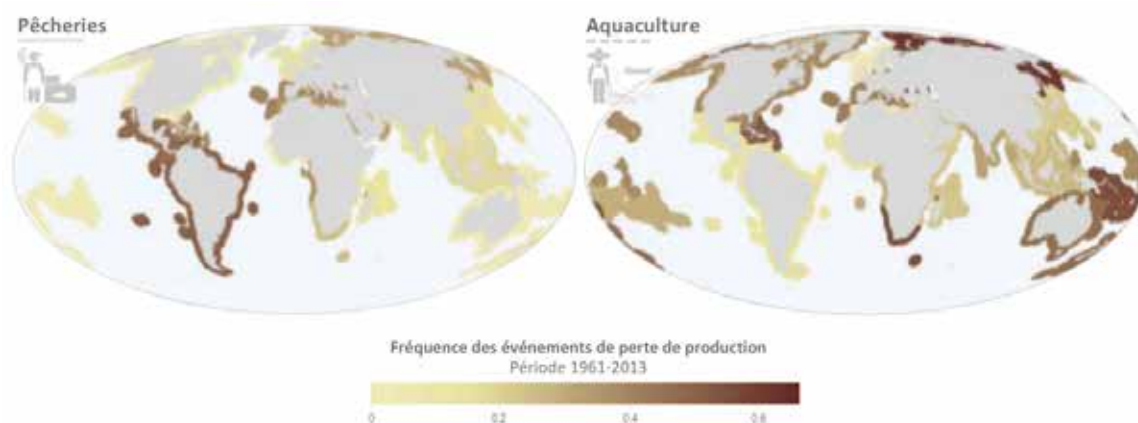 Pêcheries
Aquaculture
Fréquence des événements de perte de production
Période 1961-2013
0
0.2
0.4
0.6